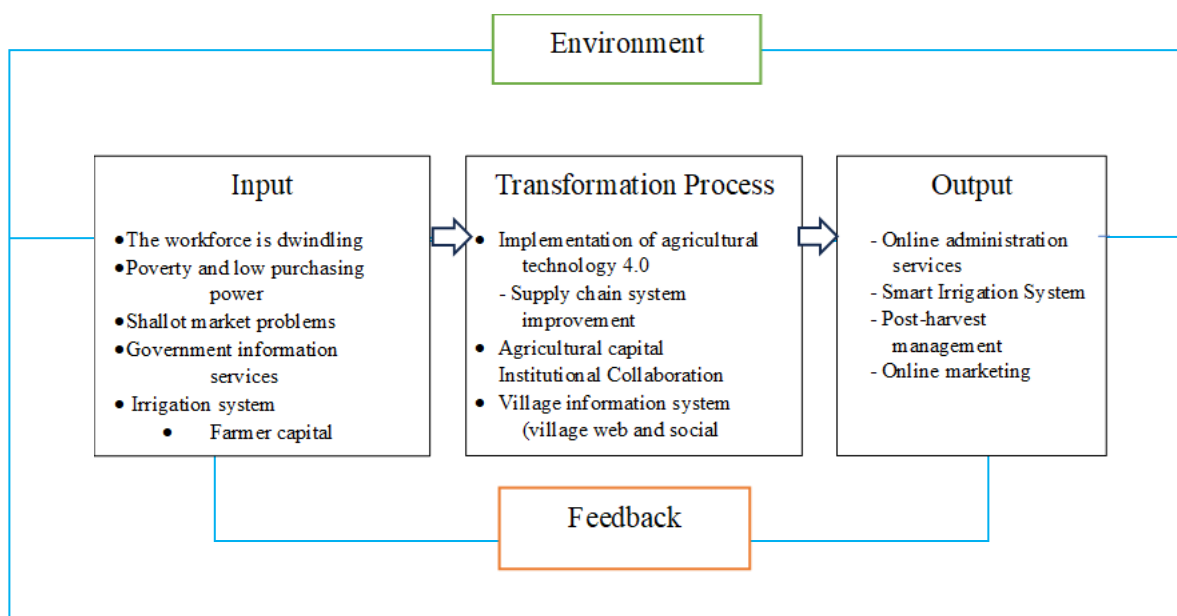 Environment
Input
●The workforce is dwindling
●Poverty and low purchasing
power
●Shallot market problems
●Government information
services
● Irrigation system
● Farmer capital
Transformation Process
● Implementation of agricultural
technology 4.0
- Supply chain system
improvement
● Agricultural capital
Institutional Collaboration
● Village information system
(village web and social
Output
- Online administration
services
- Smart Irrigation System
- Post-harvest
management
- Online marketing
Feedback